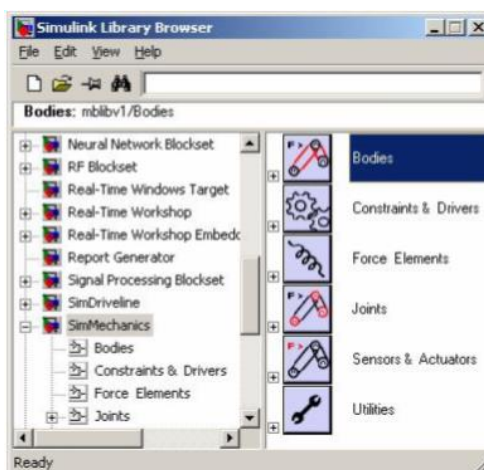 Simulink Library Browser
File Edit View Help
Bodies: mblibv1/Bodies
Neural Network Blockset
RF Blockset
Real-Time Windows Target
Real-Time Workshop
Real-Time Workshop Embedd
Report Generator
Signal Processing Blockset
SimDriveline
SimMechanics
Bodies
Constraints & Drivers
Force Elements
Joints
Bodies
Constraints & Drivers
Force Elements
Joints
Sensors & Actuators
Utilities
Ready